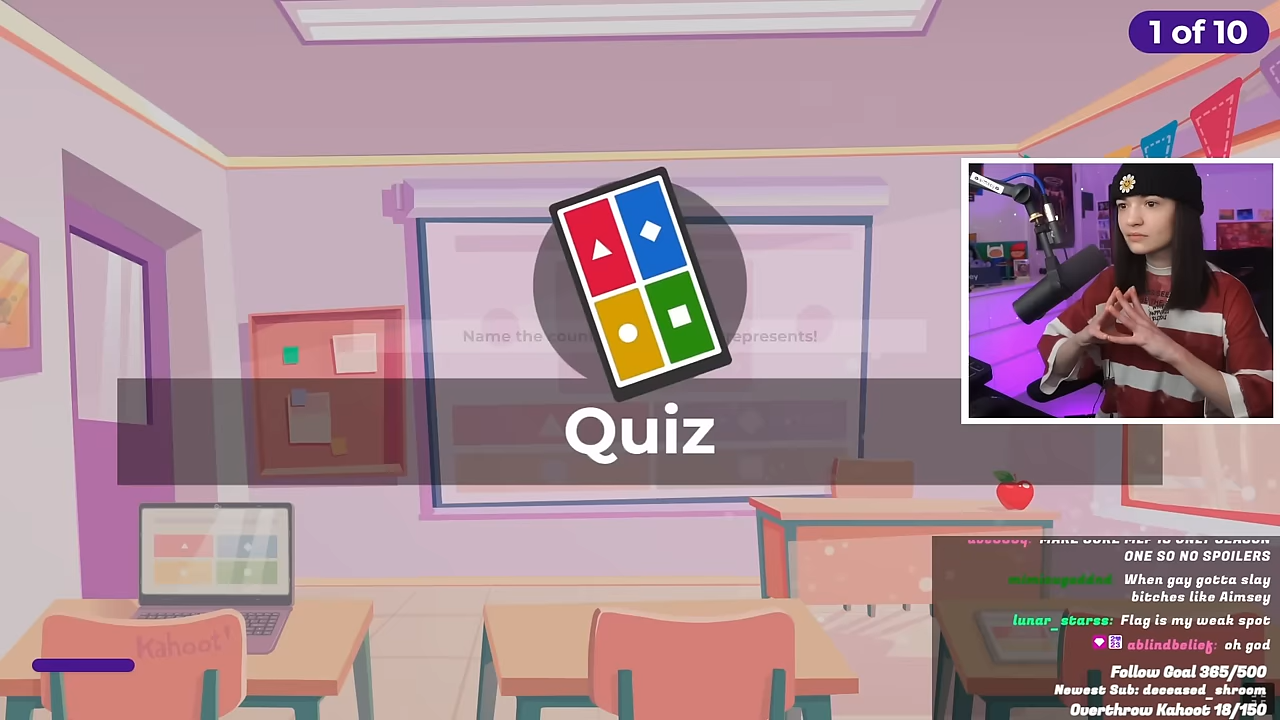 1 of 10
Name the coun
epresents!
Quiz
Kahoot!
ONE SO NO SPOILERS
When gay gotta slay
bitches like Aimsey
lunar_starss: Flag is my weak spot
ablindbelief: oh god
Follow Goal 365/500
Newest Sub: deceased_shroom
Overthrow Kahoot 18/150